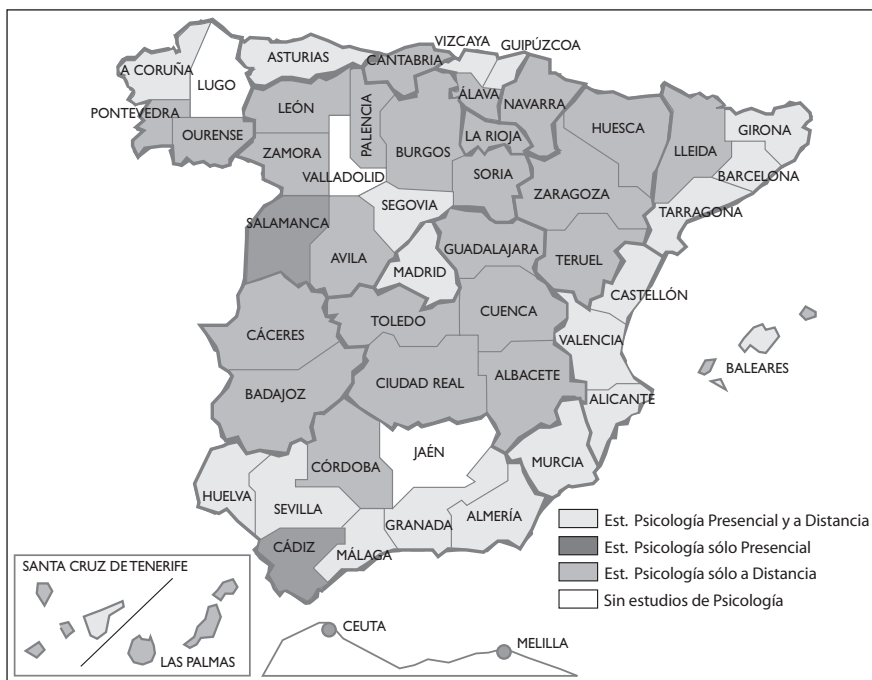 VIZCAYA
GUIPÚZCOA
ASTURIAS
CANTABRIA
A CORUÑA
LUGO
ÁLAVA
NAVARRA
PONTEVEDRA
LEÓN
PALENCIA
HUESCA
GIRONA
OURENSE
BURGOS
LA RIOJA
LLEIDA
ZAMORA
VALLADOLID
SORIA
BARCELONA
ZARAGOZA
SEGOVIA
TARRAGONA
SALAMANCA
GUADALAJARA
AVILA
MADRID
TERUEL
CASTELLÓN
CUENCA
TOLEDO
CÁCERES
VALENCIA
BALEARES
ALBACETE
CIUDAD REAL
BADAJOZ
ALICANTE
JAÉN
MURCIA
CÓRDOBA
HUELVA
SEVILLA
GRANADA
ALMERÍA
CÁDIZ
MÁLAGA
Est. Psicología Presencial y a Distancia
Est. Psicología sólo Presencial
Est. Psicología sólo a Distancia
Sin estudios de Psicología
SANTA CRUZ DE TENERIFE
LAS PALMAS
CEUTA
MELILLA